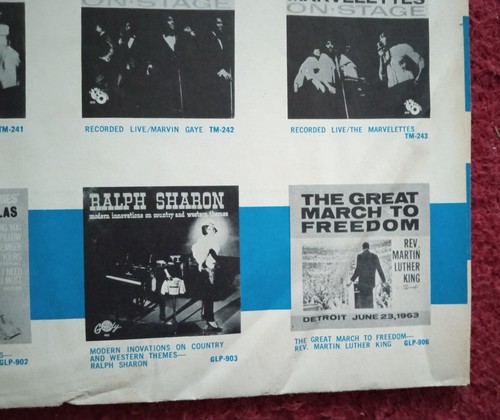 ON·STAGE
MARVELETTES
ON·STAGE
TM-241
RECORDED LIVE/MARVIN GAYE TM-242
RECORDED LIVE/THE MARVELETTES
TM-243
LAS
RALPH SHARON
modern innovations on country and western themes
THE GREAT
MARCH TO
FREEDOM
REV.
MARTIN
LUTHER
KING
DETROIT JUNE 23, 1963
GLP-902
MODERN INOVATIONS ON COUNTRY
AND WESTERN THEMES—
RALPH SHARON
GLP-903
THE GREAT MARCH TO FREEDOM—
REV. MARTIN LUTHER KING GLP-906